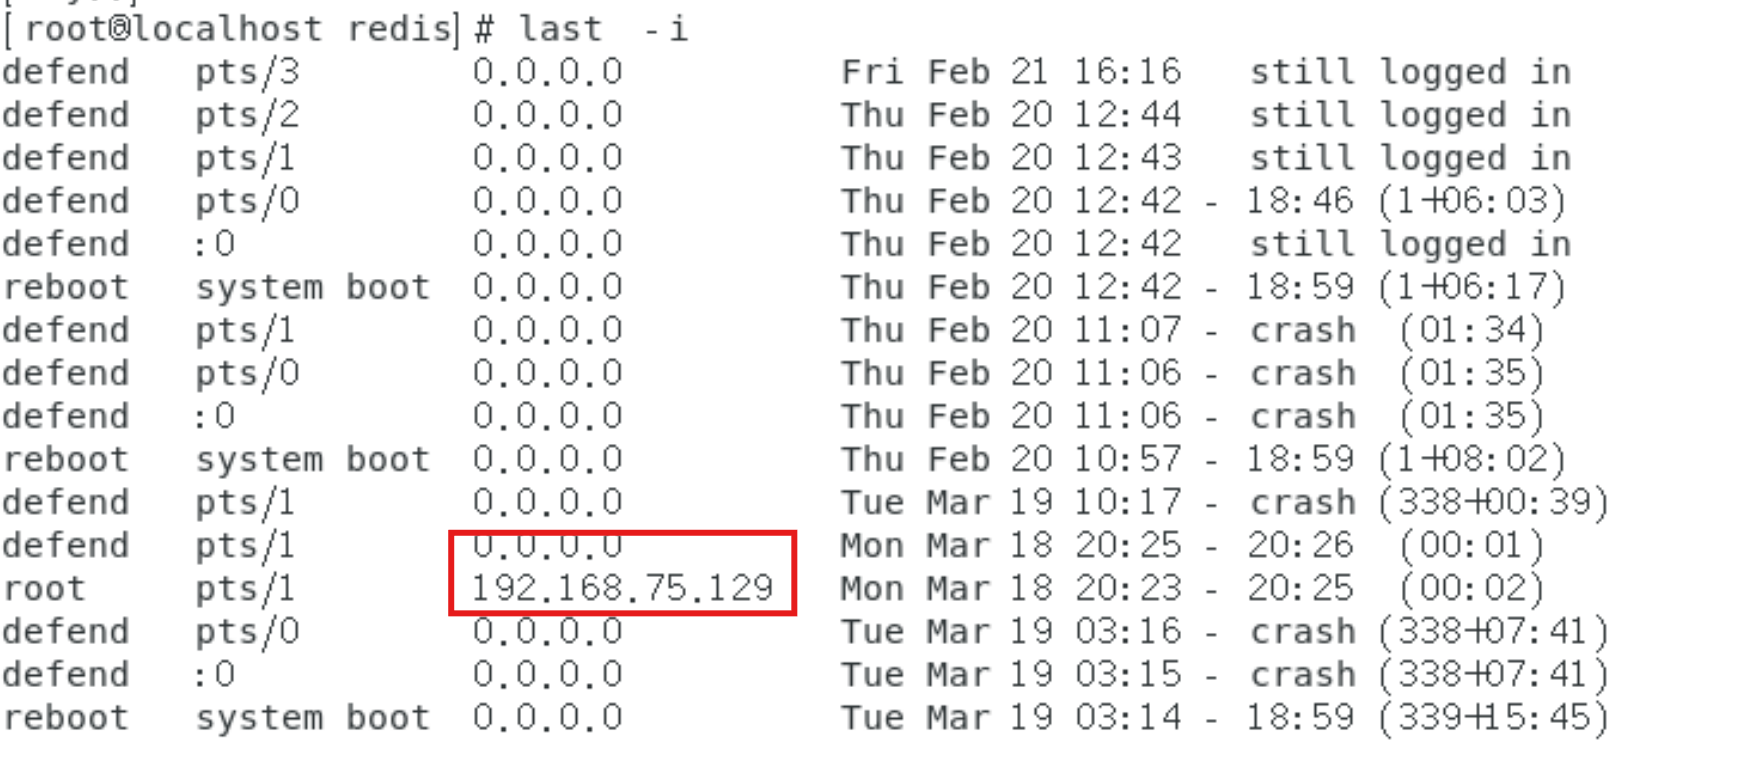 [root@localhost redis]# last  -i
defend   pts/3        0.0.0.0          Fri Feb 21 16:16   still logged in
defend   pts/2        0.0.0.0          Thu Feb 20 12:44   still logged in
defend   pts/1        0.0.0.0          Thu Feb 20 12:43   still logged in
defend   pts/0        0.0.0.0          Thu Feb 20 12:42 - 18:46 (1+06:03)
defend   :0           0.0.0.0          Thu Feb 20 12:42   still logged in
reboot   system boot  0.0.0.0          Thu Feb 20 12:42 - 18:59 (1+06:17)
defend   pts/1        0.0.0.0          Thu Feb 20 11:07 - crash  (01:34)
defend   pts/0        0.0.0.0          Thu Feb 20 11:06 - crash  (01:35)
defend   :0           0.0.0.0          Thu Feb 20 11:06 - crash  (01:35)
reboot   system boot  0.0.0.0          Thu Feb 20 10:57 - 18:59 (1+08:02)
defend   pts/1        0.0.0.0          Tue Mar 19 10:17 - crash (338+00:39)
defend   pts/1        0.0.0.0          Mon Mar 18 20:25 - 20:26  (00:01)
root     pts/1        192.168.75.129   Mon Mar 18 20:23 - 20:25  (00:02)
defend   pts/0        0.0.0.0          Tue Mar 19 03:16 - crash (338+07:41)
defend   :0           0.0.0.0          Tue Mar 19 03:15 - crash (338+07:41)
reboot   system boot  0.0.0.0          Tue Mar 19 03:14 - 18:59 (339+15:45)